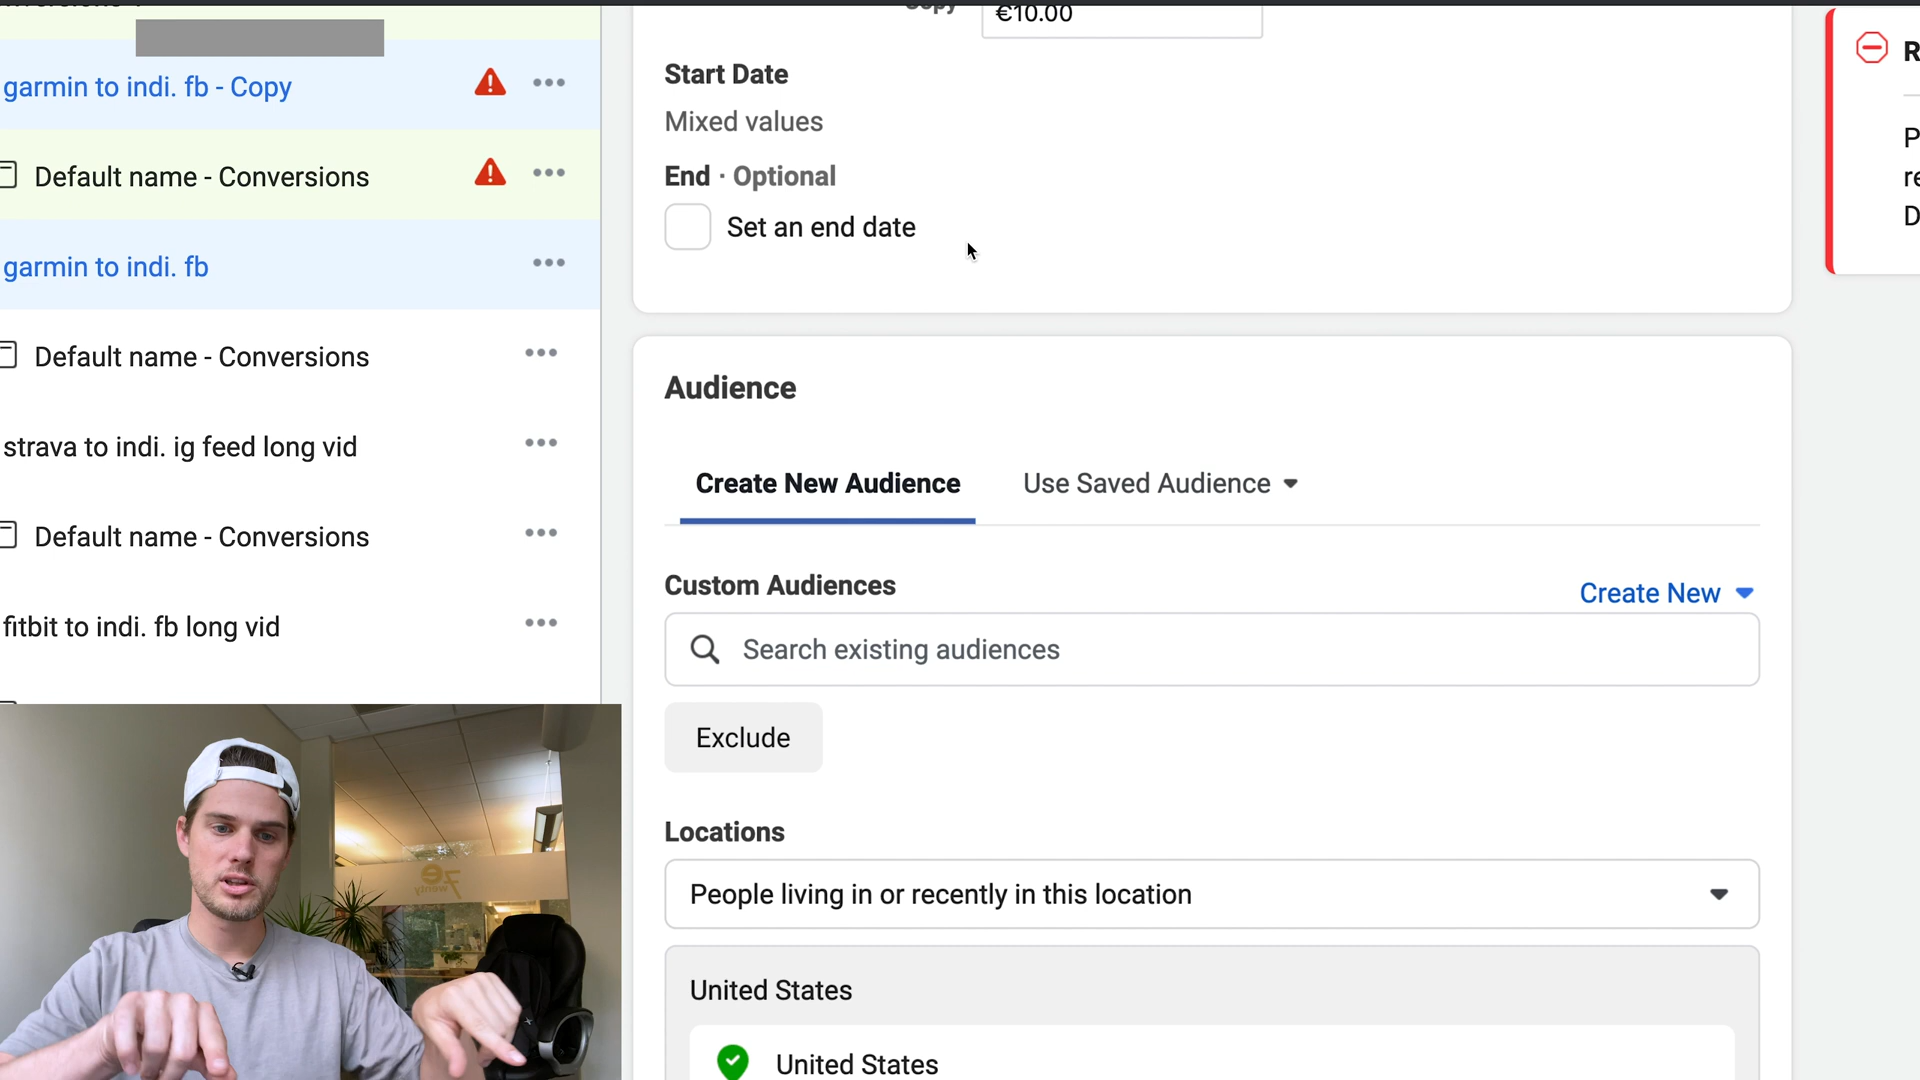 Copy
€10.00
garmin to indi. fb - Copy
Default name - Conversions
garmin to indi. fb
Default name - Conversions
strava to indi. ig feed long vid
Default name - Conversions
fitbit to indi. fb long vid
Start Date
Mixed values
End · Optional
Set an end date
Audience
Create New Audience
Use Saved Audience
Custom Audiences
Create New
Search existing audiences
Exclude
Locations
People living in or recently in this location
United States
United States